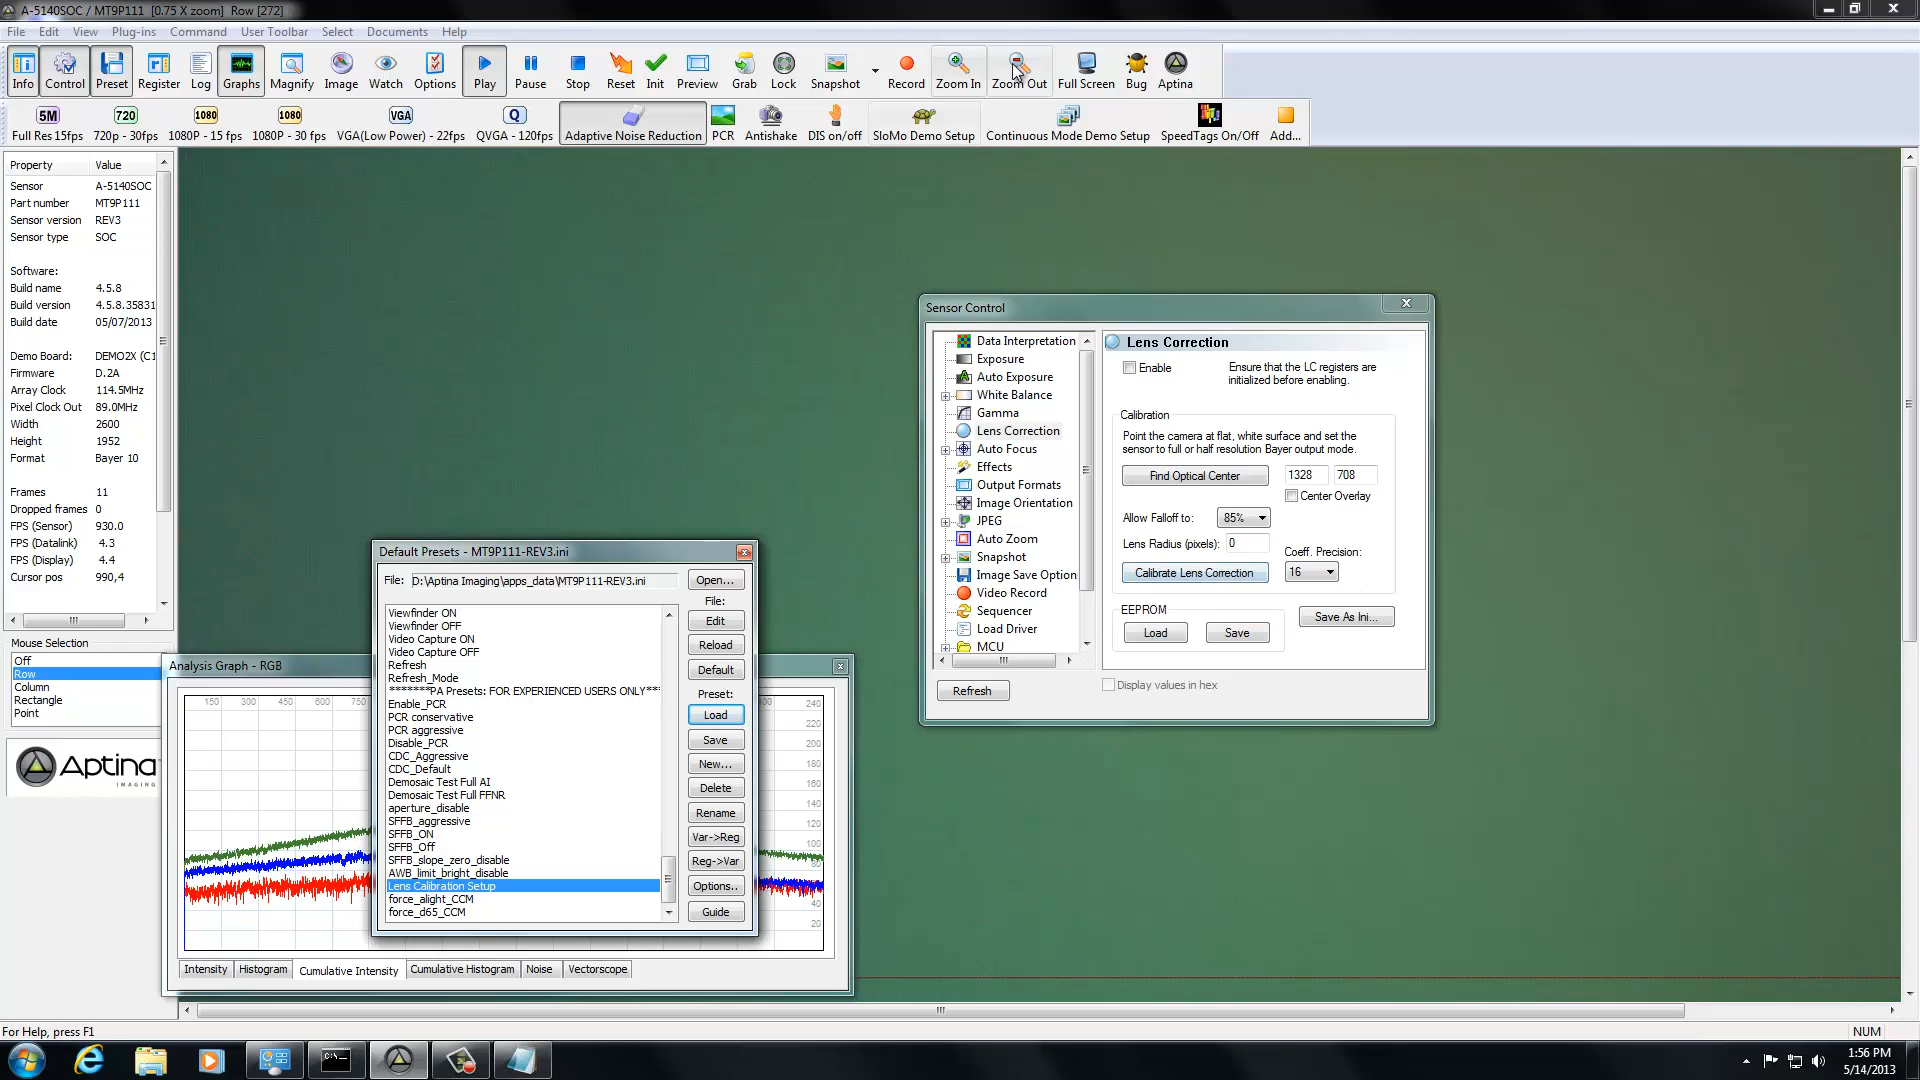 A-5140SOC / MT9P111 [0.75 X zoom] Row [272]
File Edit View Plug-ins Command User Toolbar Select Documents Help
Info Control Preset Register Log Graphs Magnify Image Watch Options Play Pause Stop Reset Init Preview Grab Lock Snapshot Record Zoom In Zoom Out Full Screen Bug Aptina
5M 720 1080 1080 VGA Q
Full Res 15fps 720p - 30fps 1080P - 15 fps 1080P - 30 fps VGA(Low Power) - 22fps QVGA - 120fps Adaptive Noise Reduction PCR Antishake DIS on/off SloMo Demo Setup Continuous Mode Demo Setup SpeedTags On/Off Add...
Property Value
Sensor A-5140SOC
Part number MT9P111
Sensor version REV3
Sensor type SOC
Software:
Build name 4.5.8
Build version 4.5.8.35831
Build date 05/07/2013
Demo Board: DEMO2X (C1
Firmware D.2A
Array Clock 114.5MHz
Pixel Clock Out 89.0MHz
Width 2600
Height 1952
Format Bayer 10
Frames 11
Dropped frames 0
FPS (Sensor) 930.0
FPS (Datalink) 4.3
FPS (Display) 4.4
Cursor pos 990,4
Mouse Selection
Off
Row
Column
Rectangle
Point
Aptina
IMAGING
Analysis Graph - RGB
150 300 450 600 750
240
220
200
180
160
140
120
100
80
60
40
20
Intensity Histogram Cumulative Intensity Cumulative Histogram Noise Vectorscope
Default Presets - MT9P111-REV3.ini
File: D:\Aptina Imaging\apps_data\MT9P111-REV3.ini Open...
File:
Edit
Reload
Default
Preset:
Load
Save
New...
Delete
Rename
Var->Reg
Reg->Var
Options..
Guide
Viewfinder ON
Viewfinder OFF
Video Capture ON
Video Capture OFF
Refresh
Refresh_Mode
*******PA Presets: FOR EXPERIENCED USERS ONLY***
Enable_PCR
PCR conservative
PCR aggressive
Disable_PCR
CDC_Aggressive
CDC_Default
Demosaic Test Full AI
Demosaic Test Full FFNR
aperture_disable
SFFB_aggressive
SFFB_ON
SFFB_Off
SFFB_slope_zero_disable
AWB_limit_bright_disable
Lens Calibration Setup
force_alight_CCM
force_d65_CCM
Sensor Control
Data Interpretation
Exposure
Auto Exposure
White Balance
Gamma
Lens Correction
Auto Focus
Effects
Output Formats
Image Orientation
JPEG
Auto Zoom
Snapshot
Image Save Option
Video Record
Sequencer
Load Driver
MCU
Refresh
Lens Correction
Enable Ensure that the LC registers are
initialized before enabling.
Calibration
Point the camera at flat, white surface and set the
sensor to full or half resolution Bayer output mode.
Find Optical Center 1328 708
Center Overlay
Allow Falloff to: 85%
Lens Radius (pixels): 0 Coeff. Precision:
Calibrate Lens Correction 16
EEPROM Save As Ini...
Load Save
Display values in hex
For Help, press F1 NUM
1:56 PM
5/14/2013